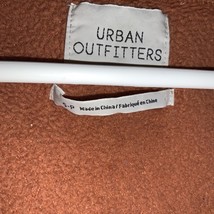 URBAN
OUTFITTERS
S-P Made in China / Fabriqué en Chine